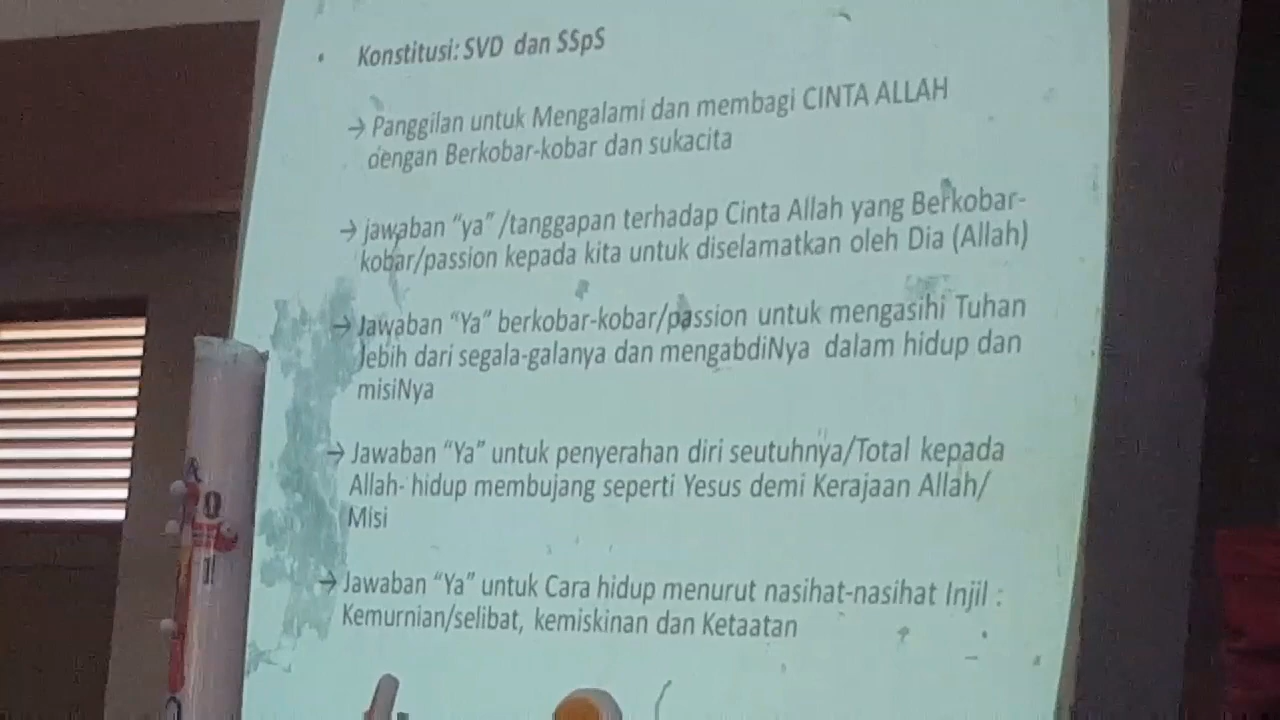 • Konstitusi: SVD dan SSpS
→ Panggilan untuk Mengalami dan membagi CINTA ALLAH
dengan Berkobar-kobar dan sukacita
→ jawaban “ya” /tanggapan terhadap Cinta Allah yang Berkobar-
kobar/passion kepada kita untuk diselamatkan oleh Dia (Allah)
→ Jawaban “Ya” berkobar-kobar/passion untuk mengasihi Tuhan
lebih dari segala-galanya dan mengabdiNya dalam hidup dan
misiNya
→ Jawaban “Ya” untuk penyerahan diri seutuhnya/Total kepada
Allah- hidup membujang seperti Yesus demi Kerajaan Allah/
Misi
→ Jawaban “Ya” untuk Cara hidup menurut nasihat-nasihat Injil :
Kemurnian/selibat, kemiskinan dan Ketaatan